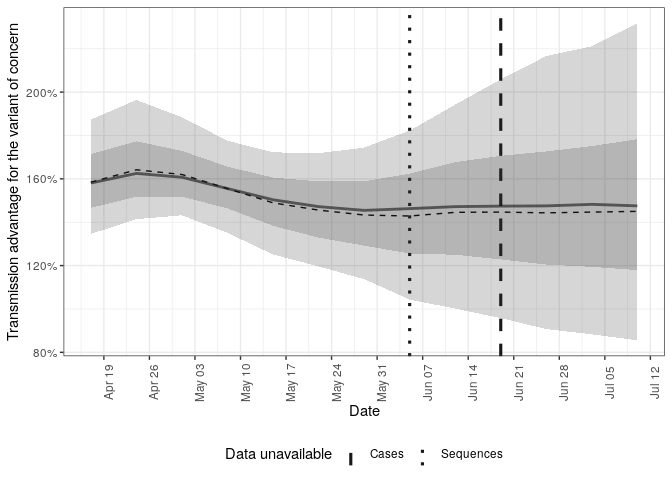 Transmission advantage for the variant of concern
200%
160%
120%
80%
Apr 19
Apr 26
May 03
May 10
May 17
May 24
May 31
Jun 07
Jun 14
Jun 21
Jun 28
Jul 05
Jul 12
Date
Data unavailable Cases Sequences